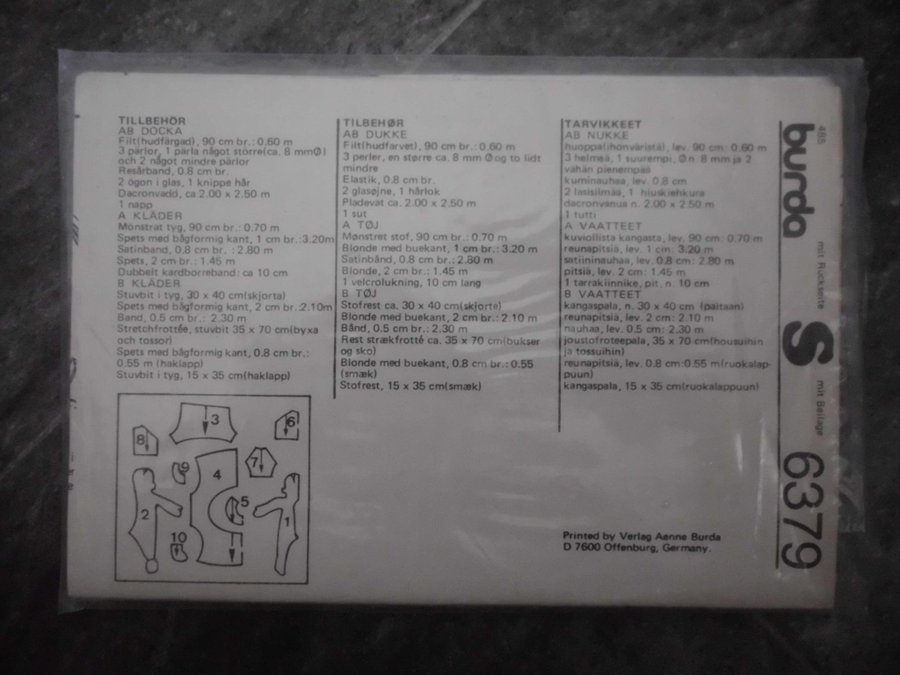 TILLBEHÖR
AB DOCKA
Filt(hudfärgad), 90 cm br.: 0.60 m
3 pärlor, 1 pärla något större(ca. 8 mmØ)
och 2 något mindre pärlor
Resårband, 0.8 cm br.
2 ögon i glas, 1 knippe hår
Dacronvadd, ca 2.00 x 2.50 m
1 napp
A KLÄDER
Mönstrat tyg, 90 cm br.: 0.70 m
Spets med bågformig kant, 1 cm br.:3.20m
Satinband, 0.8 cm br. : 2.80 m
Spets, 2 cm br.: 1.45 m
Dubbelt kardborreband: ca 10 cm
B KLÄDER
Stuvbit i tyg, 30 x 40 cm(skjorta)
Spets med bågformig kant, 2 cm br.:2.10m
Band, 0.5 cm br.: 2.30 m
Stretchfrottée, stuvbit 35 x 70 cm(byxa
och tossor)
Spets med bågformig kant, 0.8 cm br.:
0.55 m (haklapp)
Stuvbit i tyg, 15 x 35 cm(haklapp)
TILBEHØR
AB DUKKE
Filt(hudfarvet), 90 cm br.: 0.60 m
3 perler, en større ca. 8 mm Ø og to lidt
mindre
Elastik, 0.8 cm br.
2 glasøjne, 1 hårlok
Pladevat ca. 2.00 x 2.50 m
1 sut
A TØJ
Mønstret stof, 90 cm br.: 0.70 m
Blonde med buekant, 1 cm br.: 3.20 m
Satinbånd, 0.8 cm br.: 2.80 m
Blonde, 2 cm br.: 1.45 m
1 velcrolukning, 10 cm lang
B TØJ
Stofrest ca. 30 x 40 cm(skjorte)
Blonde med buekant, 2 cm br.: 2.10 m
Bånd, 0.5 cm br.: 2.30 m
Rest strækfrotté ca. 35 x 70 cm(bukser
og sko)
Blonde med buekant, 0.8 cm br.: 0.55
(smæk)
Stofrest, 15 x 35 cm(smæk)
TARVIKKEET
AB NUKKE
huoppa(ihonväristä), lev. 90 cm: 0.60 m
3 helmeä, 1 suurempi, Ø n. 8 mm ja 2
vähän pienempää
kuminauhaa, lev. 0.8 cm
2 lasisilmää, 1 hiuskiehkura
dacronvanua n. 2.00 x 2.50 m
1 tutti
A VAATTEET
kuviollista kangasta, lev. 90 cm: 0.70 m
reunapitsiä, lev. 1 cm: 3.20 m
satiininauhaa, lev. 0.8 cm: 2.80 m
pitsiä, lev. 2 cm: 1.45 m
1 tarrakiinnike, pit. n. 10 cm
B VAATTEET
kangaspala, n. 30 x 40 cm (paitaan)
reunapitsiä, lev. 2 cm: 2.10 m
nauhaa, lev. 0.5 cm: 2.30 m
joustofroteepala, 35 x 70 cm(housuihin
ja tossuihin)
reunapitsiä, lev. 0.8 cm:0.55 m(ruokalap-
puun)
kangaspala, 15 x 35 cm(ruokalappuun)
3
6
8
9
7
4
5
2
1
10
Printed by Verlag Aenne Burda
D 7600 Offenburg, Germany.
485
burda
mit Rückseite
S
mit Beilage
6379